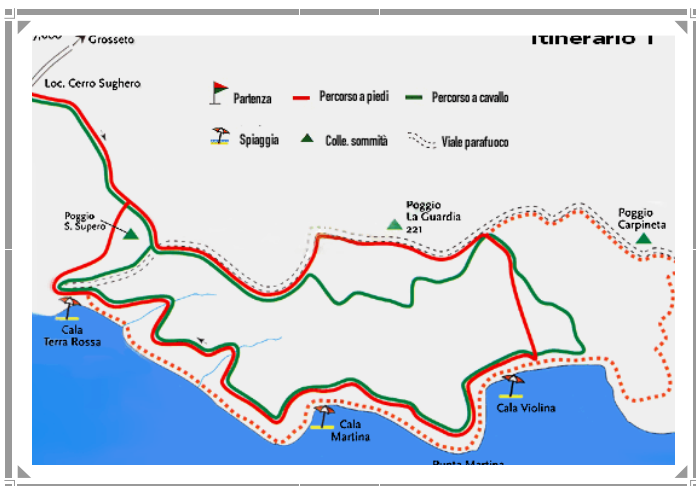 Itinerario 1
Grosseto
Loc. Cerro Sughero
Partenza
Percorso a piedi
Percorso a cavallo
Spiaggia
Colle. sommità
Viale parafuoco
Poggio
S. Supero
Poggio
La Guardia
221
Poggio
Carpineta
Cala
Terra Rossa
Cala Violina
Cala
Martina
Punta Martina